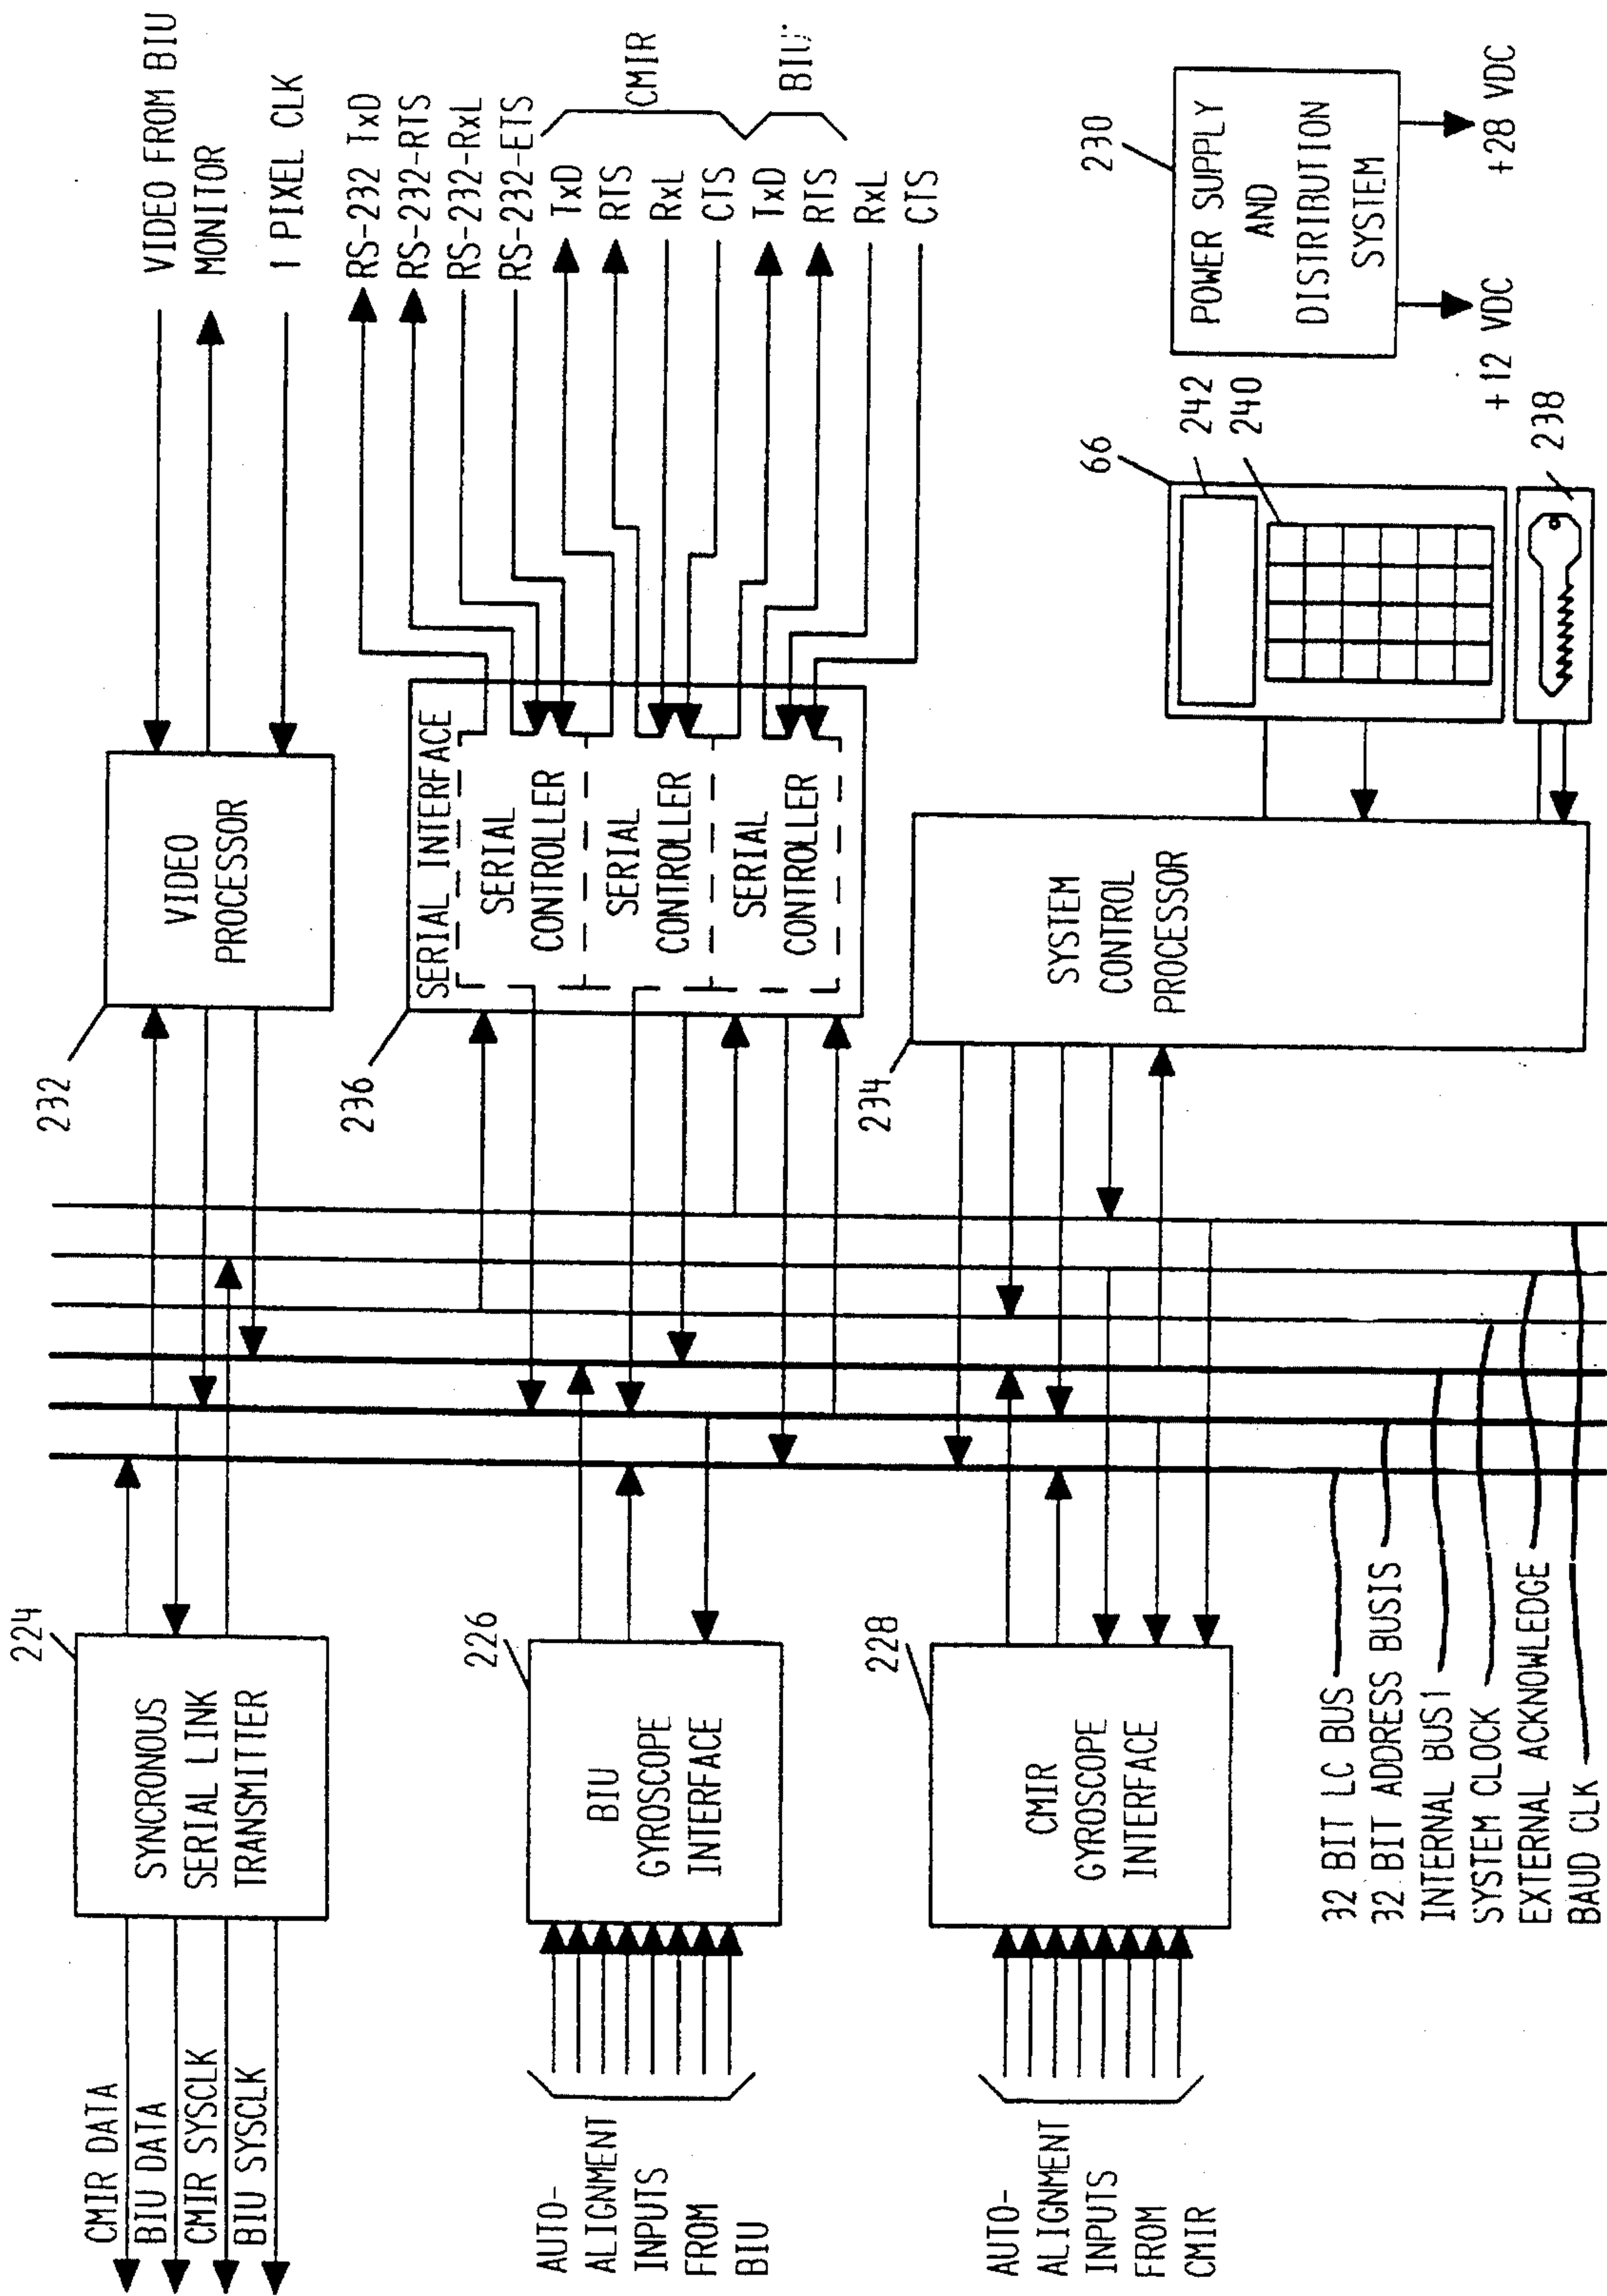 CMIR DATA
BIU DATA
CMIR SYSCLK
BIU SYSCLK
224
SYNCRONOUS
SERIAL LINK
TRANSMITTER
232
VIDEO
PROCESSOR
VIDEO FROM BIU
MONITOR
1 PIXEL CLK
AUTO-
ALIGNMENT
INPUTS
FROM
BIU
226
BIU
GYROSCOPE
INTERFACE
236
SERIAL INTERFACE
SERIAL
CONTROLLER
SERIAL
CONTROLLER
SERIAL
CONTROLLER
RS-232 TxD
RS-232-RTS
RS-232-RxL
RS-232-ETS
TxD
RTS
RxL
CTS
CMIR
TxD
RTS
RxL
CTS
BIU
AUTO-
ALIGNMENT
INPUTS
FROM
CMIR
228
CMIR
GYROSCOPE
INTERFACE
234
SYSTEM
CONTROL
PROCESSOR
66
242
240
238
230
POWER SUPPLY
AND
DISTRIBUTION
SYSTEM
+12 VDC
+28 VDC
32 BIT LC BUS
32 BIT ADDRESS BUSIS
INTERNAL BUS1
SYSTEM CLOCK
EXTERNAL ACKNOWLEDGE
BAUD CLK